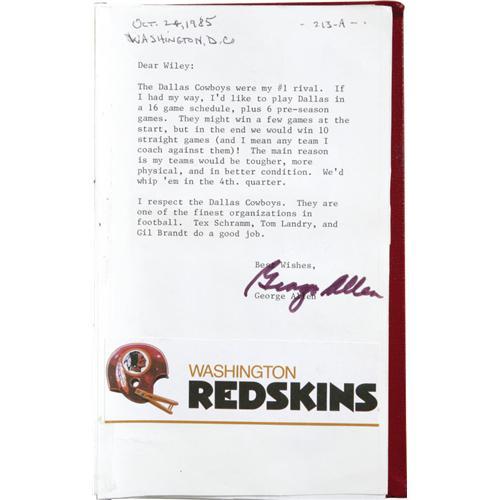 Oct. 24, 1985
Washington, D.C.
- 213-A -
Dear Wiley:
The Dallas Cowboys were my #1 rival. If
I had my way, I'd like to play Dallas in
a 16 game schedule, plus 6 pre-season
games. They might win a few games at the
start, but in the end we would win 10
straight games (and I mean any team I
coach against them)! The main reason
is my teams would be tougher, more
physical, and in better condition. We'd
whip 'em in the 4th. quarter.
I respect the Dallas Cowboys. They are
one of the finest organizations in
football. Tex Schramm, Tom Landry, and
Gil Brandt do a good job.
Best Wishes,
George Allen
George Allen
WASHINGTON
REDSKINS